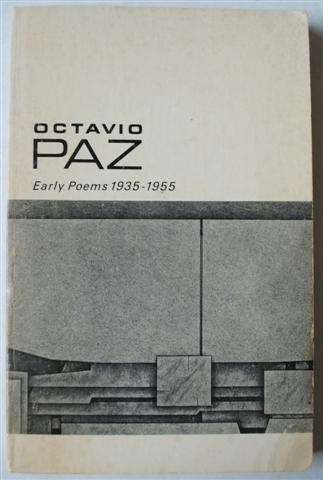 OCTAVIO
PAZ
Early Poems 1935-1955